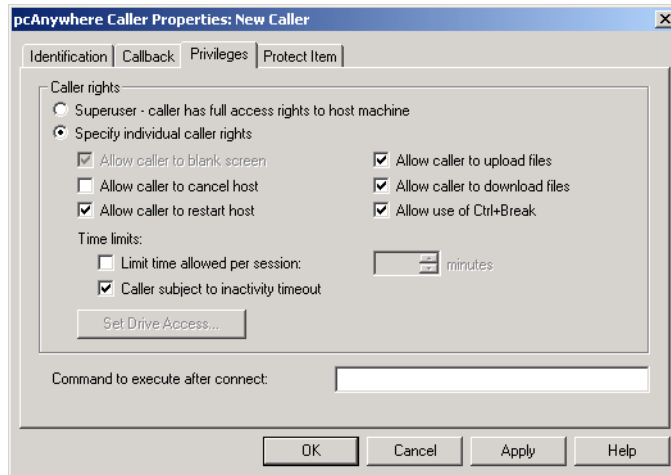 pcAnywhere Caller Properties: New Caller
Identification Callback Privileges Protect Item
Caller rights
Superuser - caller has full access rights to host machine
Specify individual caller rights
Allow caller to blank screen Allow caller to upload files
Allow caller to cancel host Allow caller to download files
Allow caller to restart host Allow use of Ctrl+Break
Time limits:
Limit time allowed per session: minutes
Caller subject to inactivity timeout
Set Drive Access...
Command to execute after connect:
OK Cancel Apply Help